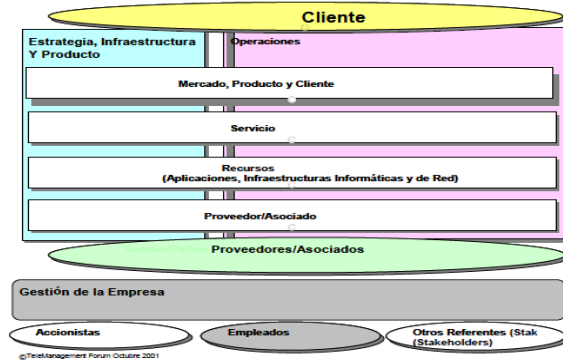 Cliente
Estrategia, Infraestructura
Y Producto
Operaciones
Mercado, Producto y Cliente
Servicio
Recursos
(Aplicaciones, Infraestructuras Informáticas y de Red)
Proveedor/Asociado
Proveedores/Asociados
Gestión de la Empresa
Accionistas
Empleados
Otros Referentes (Stak
(Stakeholders)
©TeleManagement Forum Octubre 2001